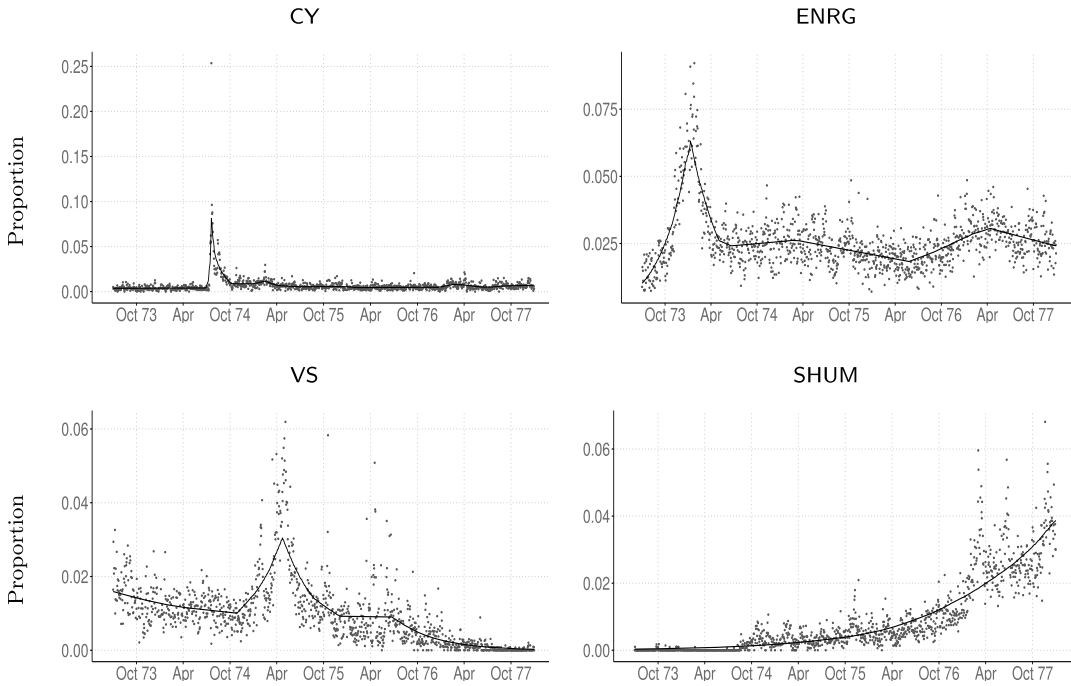 CY
Proportion
0.25
0.20
0.15
0.10
0.05
0.00
Oct 73 Apr Oct 74 Apr Oct 75 Apr Oct 76 Apr Oct 77
ENRG
0.075
0.050
0.025
Oct 73 Apr Oct 74 Apr Oct 75 Apr Oct 76 Apr Oct 77
VS
Proportion
0.06
0.04
0.02
0.00
Oct 73 Apr Oct 74 Apr Oct 75 Apr Oct 76 Apr Oct 77
SHUM
0.06
0.04
0.02
0.00
Oct 73 Apr Oct 74 Apr Oct 75 Apr Oct 76 Apr Oct 77